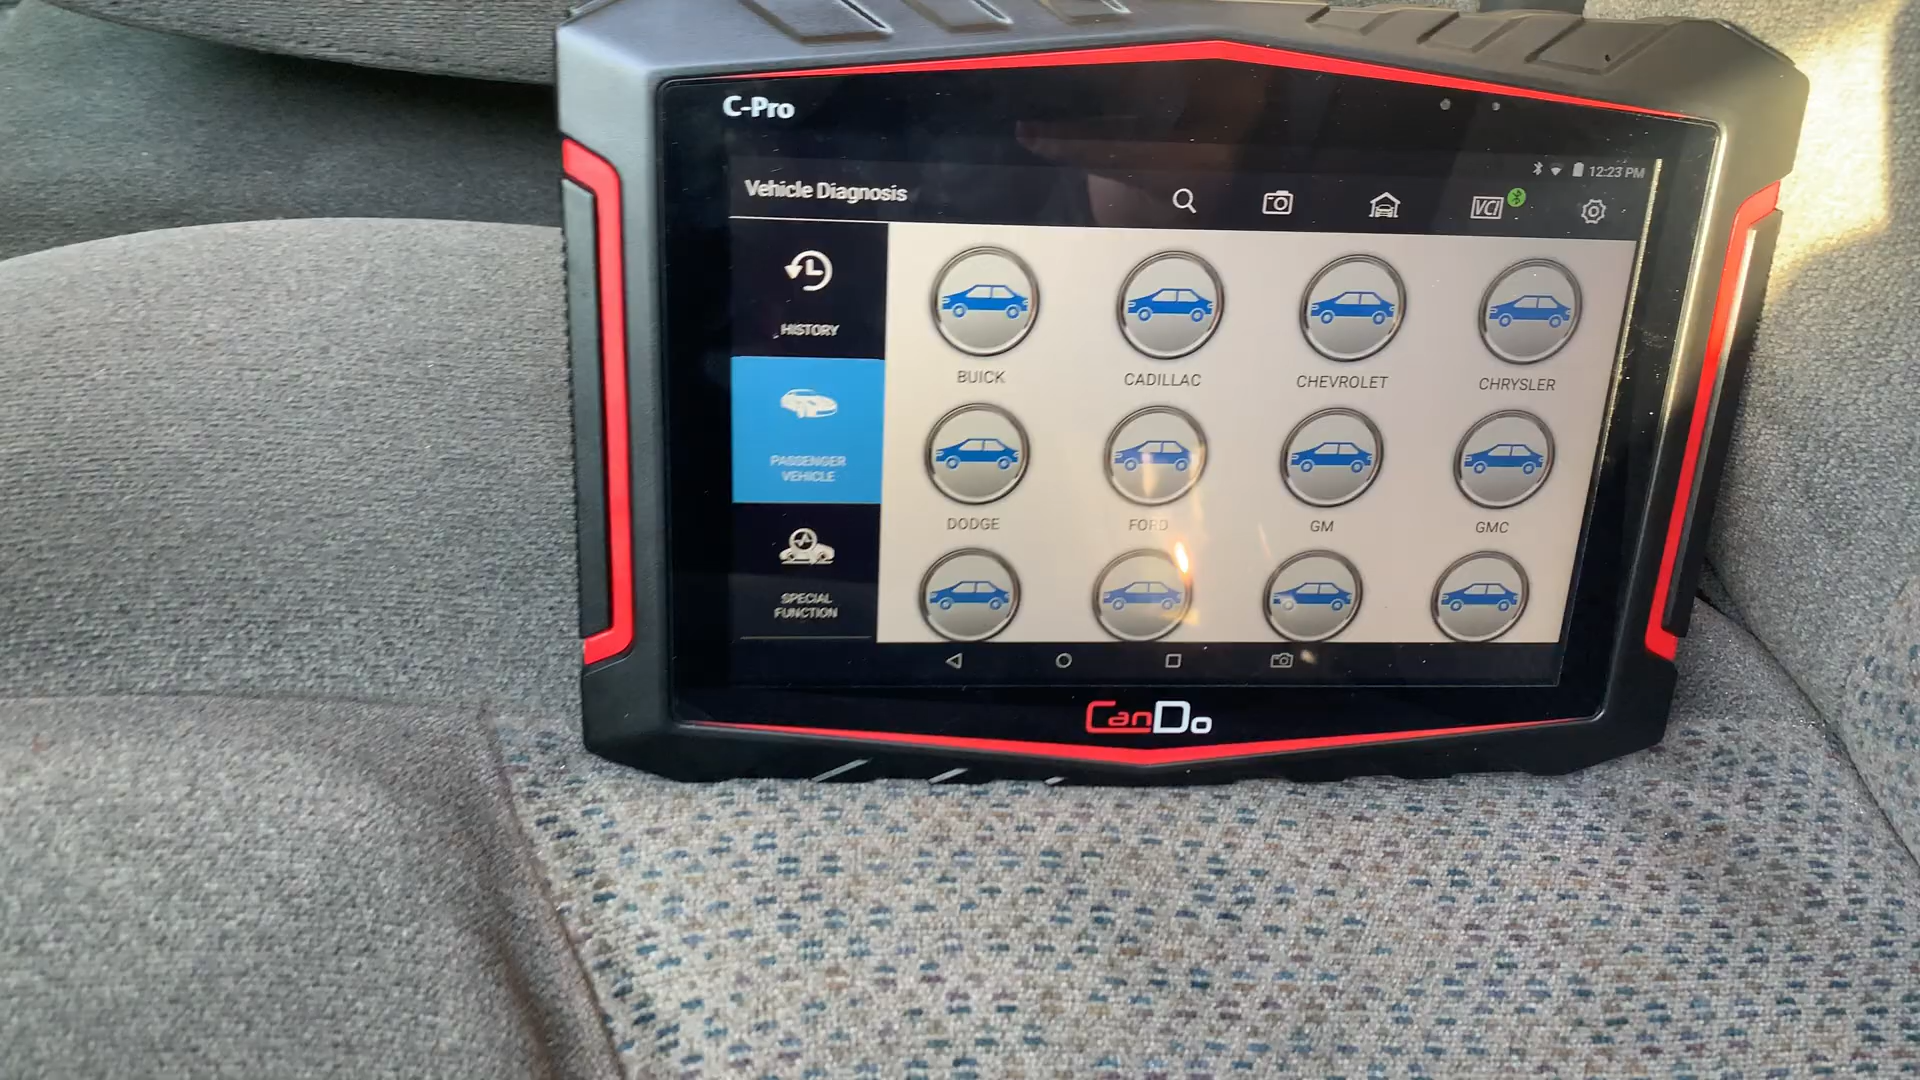 C-Pro
12:23 PM
Vehicle Diagnosis
VCI
HISTORY
BUICK
CADILLAC
CHEVROLET
CHRYSLER
PASSENGER
VEHICLE
DODGE
FORD
GM
GMC
SPECIAL
FUNCTION
CanDo